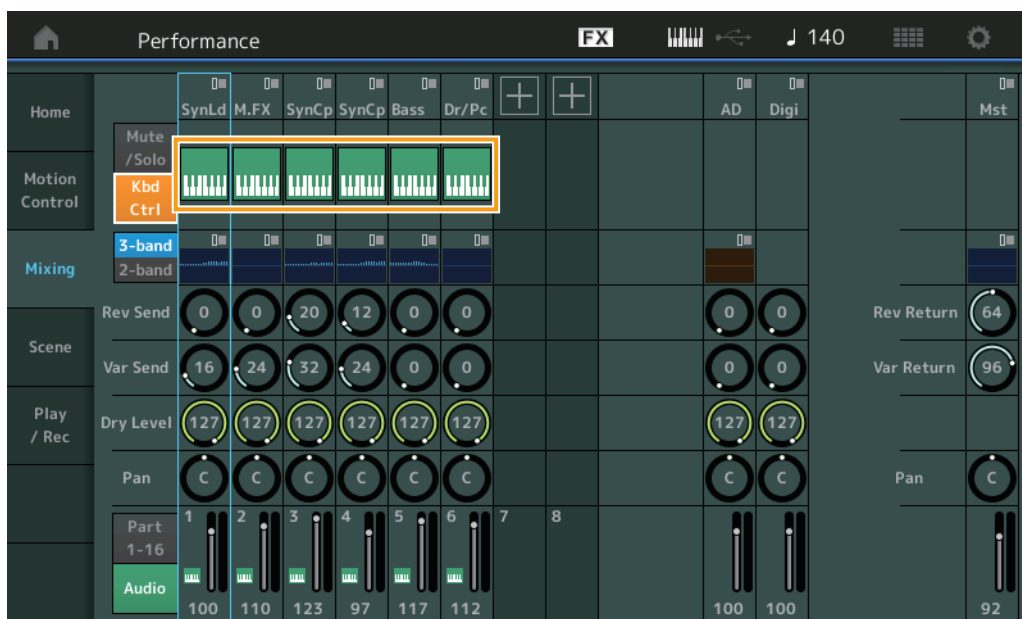 Performance FX 140
Home SynLd M.FX SynCp SynCp Bass Dr/Pc AD Digi Mst
Mute
/Solo
Motion
Control
Kbd
Ctrl
3-band
2-band
Mixing
Rev Send 0 0 20 12 0 0 0 0 Rev Return 64
Scene
Var Send 16 24 32 24 0 0 0 0 Var Return 96
Play
/ Rec
Dry Level 127 127 127 127 127 127 127 127
Pan C C C C C C C C Pan C
1 2 3 4 5 6 7 8
Part
1-16
Audio
100 110 123 97 117 112 100 100 92